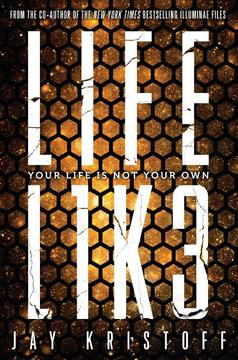 FROM THE CO-AUTHOR OF THE NEW YORK TIMES BESTSELLING ILLUMINAE FILES
LIFE
YOUR LIFE IS NOT YOUR OWN
L1K3
JAY KRISTOFF